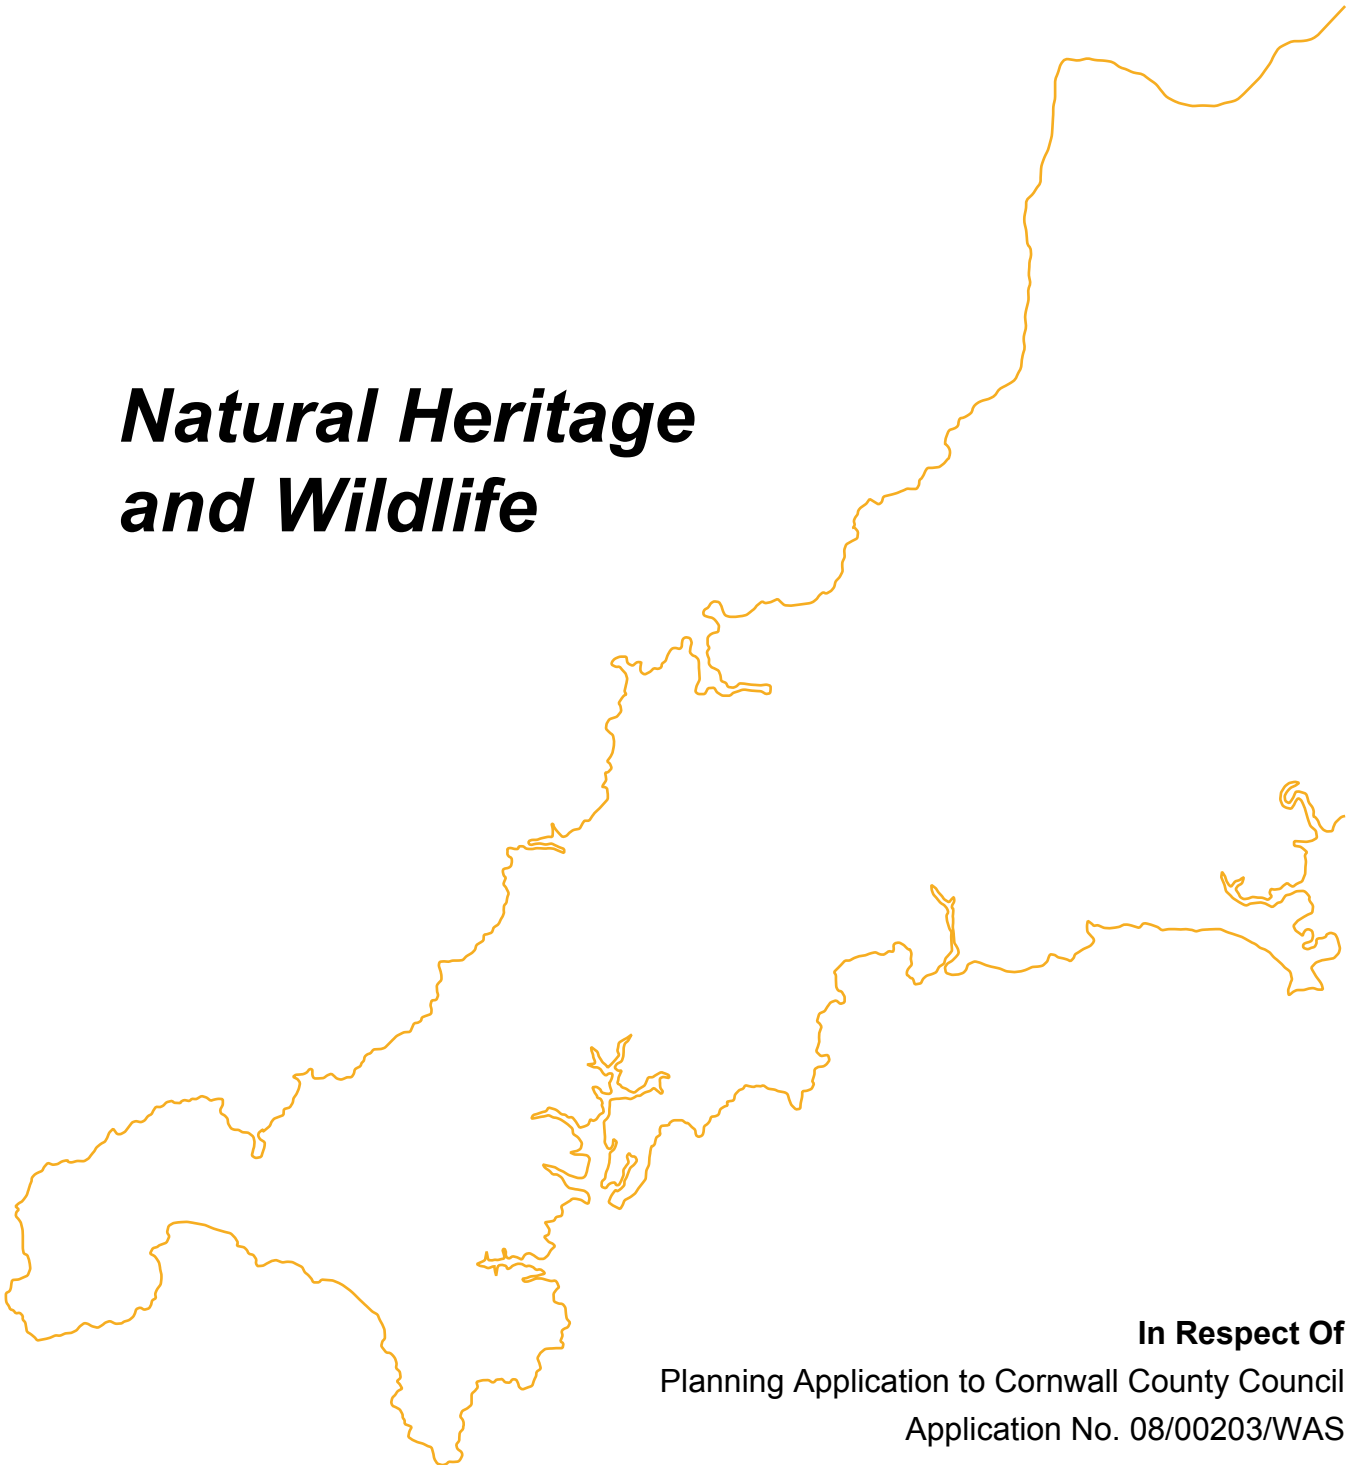 Natural Heritage
and Wildlife
In Respect Of
Planning Application to Cornwall County Council
Application No. 08/00203/WAS